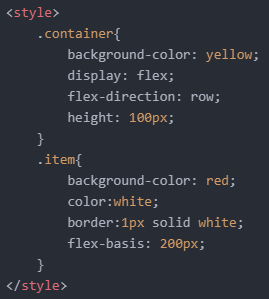 <style>
    .container{
        background-color: yellow;
        display: flex;
        flex-direction: row;
        height: 100px;
    }
    .item{
        background-color: red;
        color:white;
        border:1px solid white;
        flex-basis: 200px;
    }
</style>